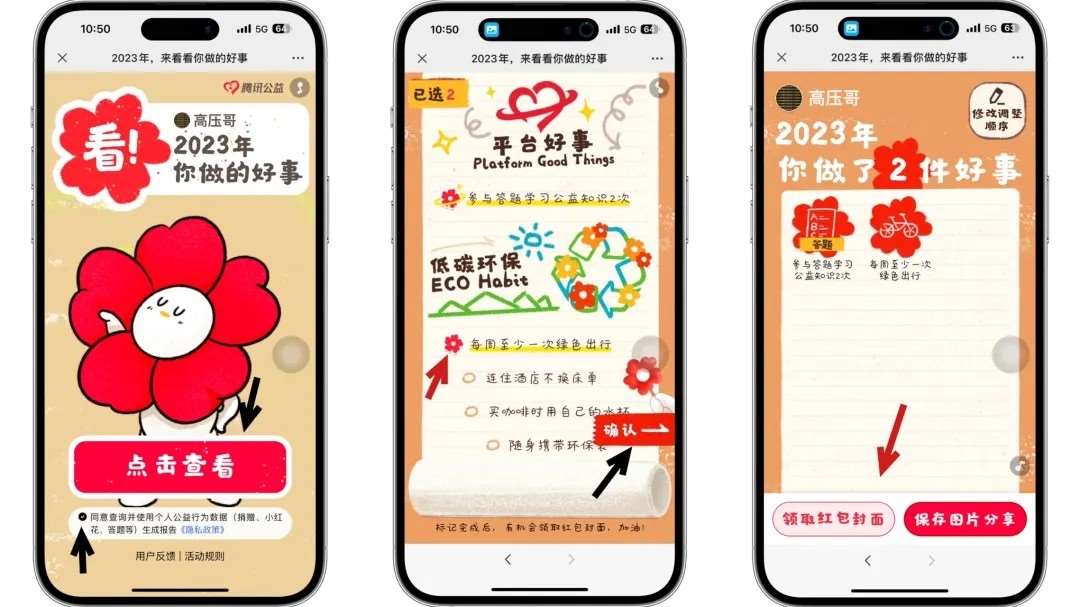 10:50
5G 64
2023年，来看看你做的好事
腾讯公益
看!
高压哥
2023年
你做的好事
点击查看
同意查询并使用个人公益行为数据（捐赠、小红
花、答题等）生成报告《隐私政策》
用户反馈 | 活动规则
10:50
5G 64
2023年，来看看你做的好事
已选2
平台好事
Platform Good Things
参与答题学习公益知识2次
低碳环保
ECO Habit
每周至少一次绿色出行
连住酒店不换床单
买咖啡时用自己的水杯
确认
随身携带环保袋
标记完成后，有机会领取红包封面，加油!
10:50
5G 63
2023年，来看看你做的好事
高压哥
修改调整
顺序
2023年
你做了2件好事
A
B
答题
参与答题学习
公益知识2次
每周至少一次
绿色出行
领取红包封面
保存图片分享